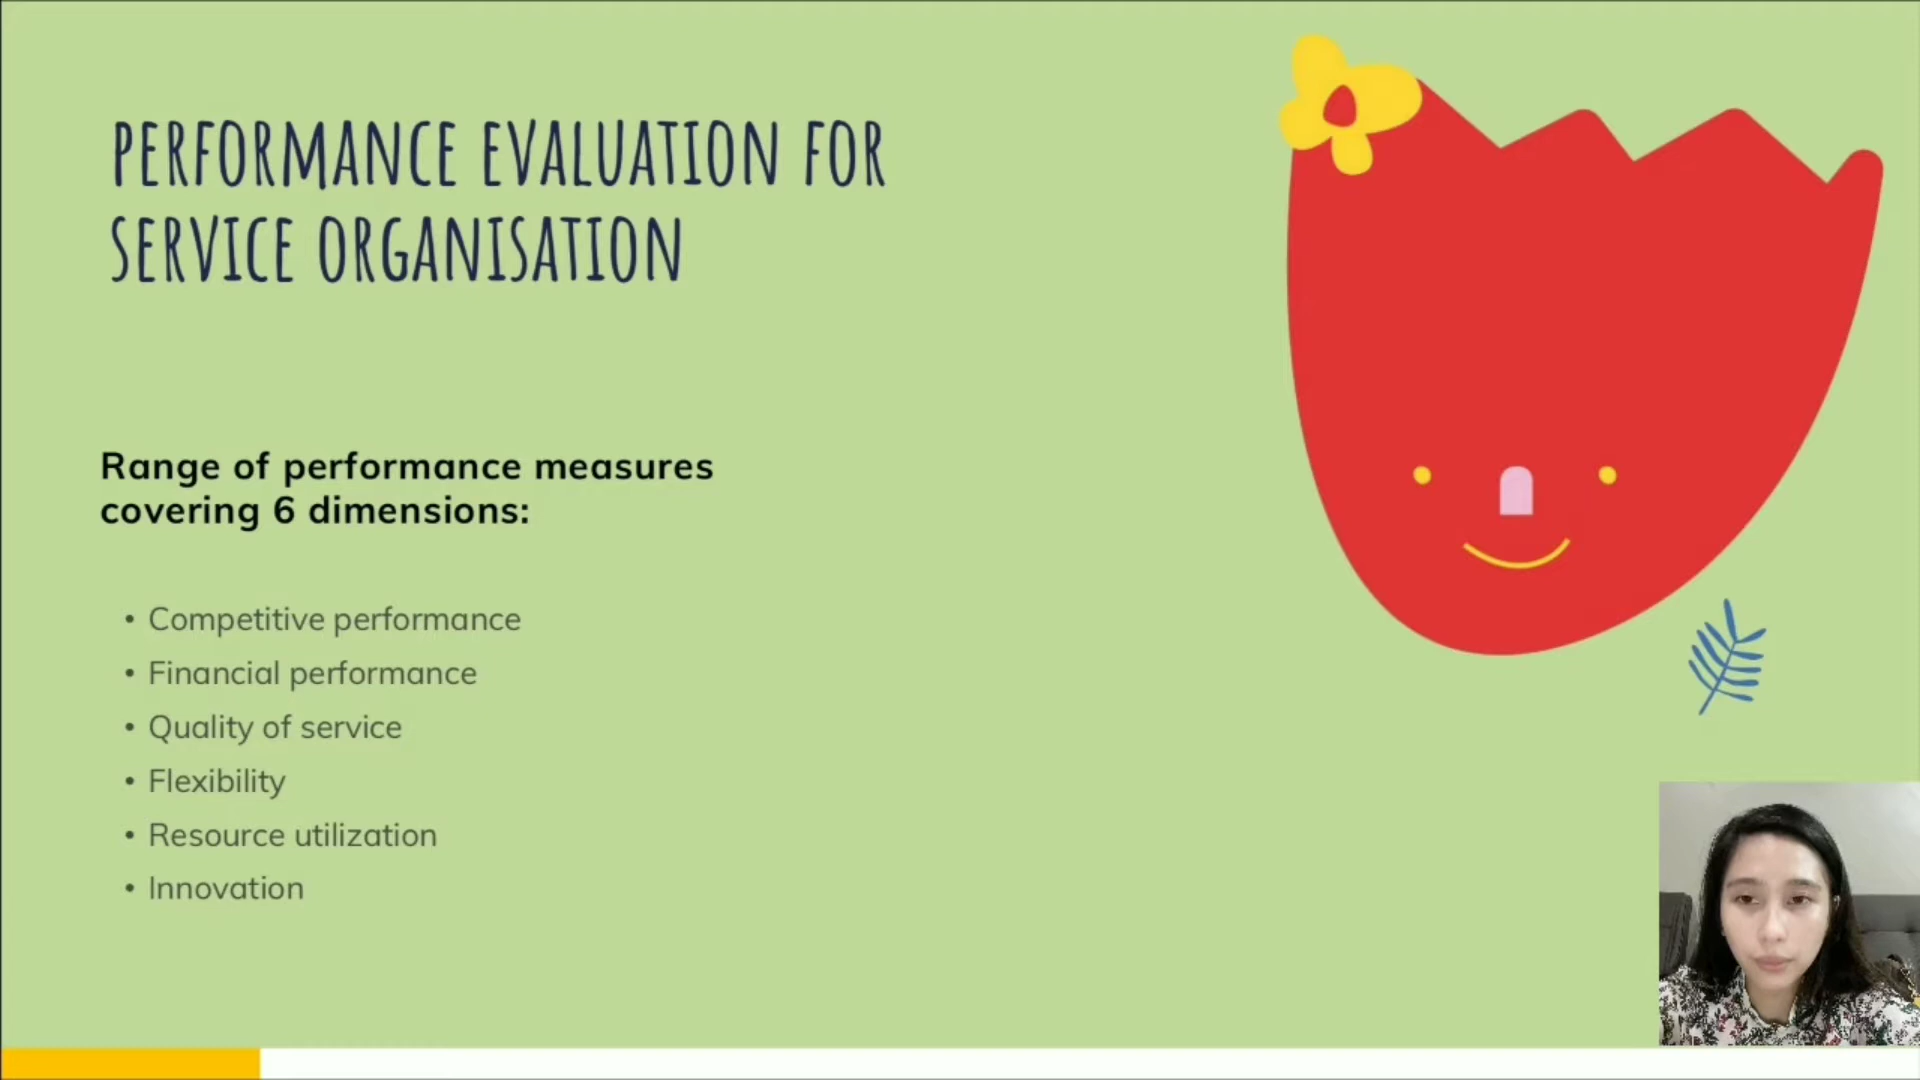 PERFORMANCE EVALUATION FOR
SERVICE ORGANISATION
Range of performance measures
covering 6 dimensions:
• Competitive performance
• Financial performance
• Quality of service
• Flexibility
• Resource utilization
• Innovation